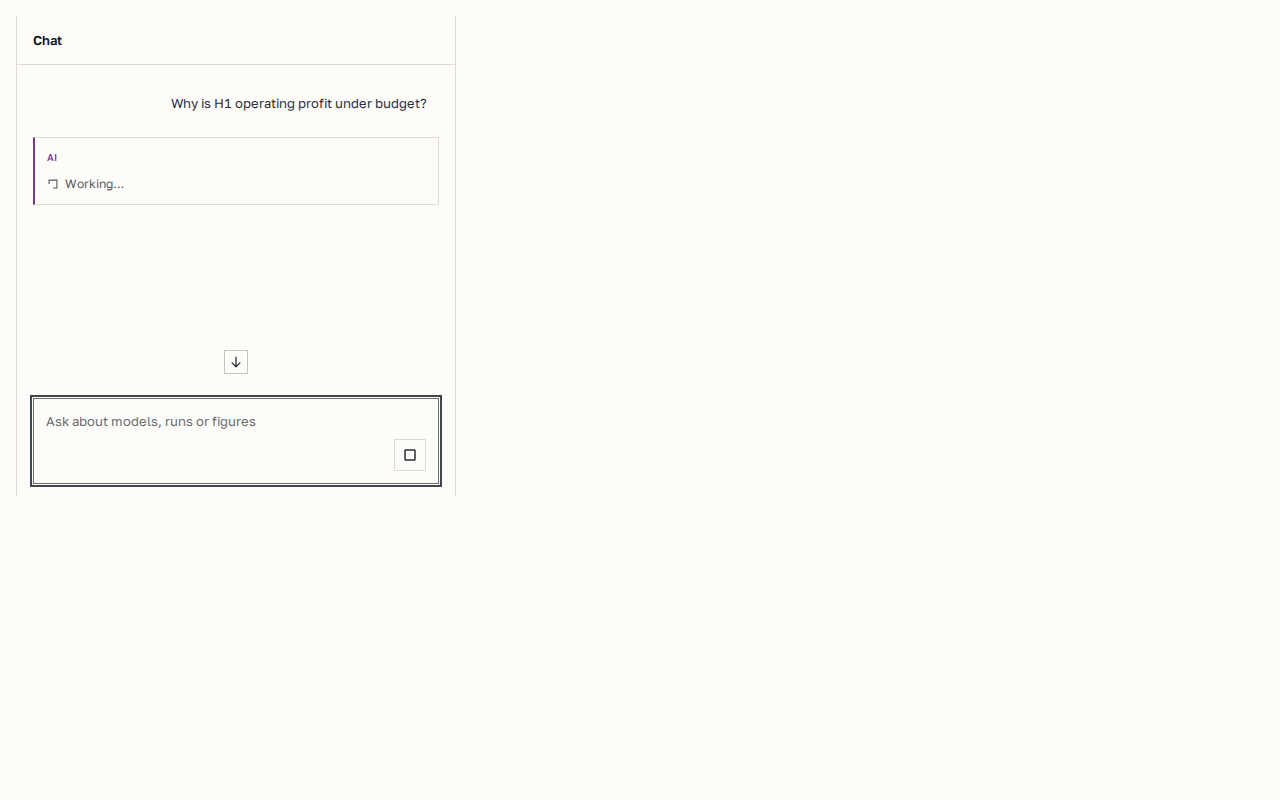 Chat
Why is H1 operating profit under budget?
AI
Working...
Ask about models, runs or figures